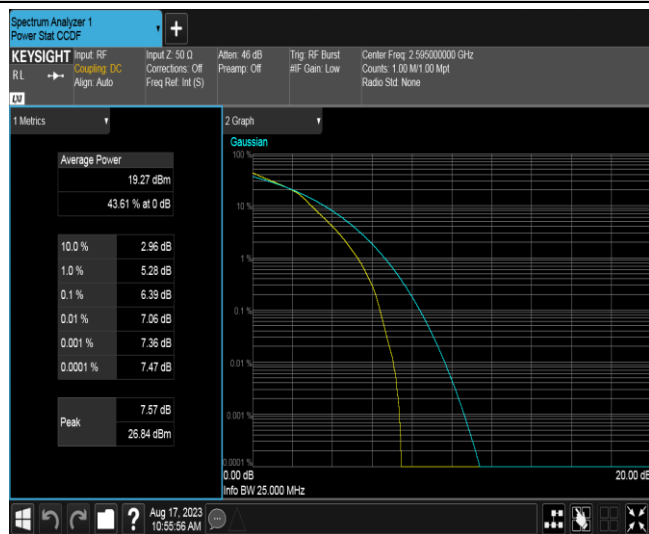 Spectrum Analyzer 1
Power Stat CCDF
+
KEYSIGHT
RL
LXI
Input: RF
Coupling: DC
Align: Auto
Input Z: 50 Ω
Corrections: Off
Freq Ref: Int (S)
Atten: 46 dB
Preamp: Off
Trig: RF Burst
#IF Gain: Low
Center Freq: 2.595000000 GHz
Counts: 1.00 M/1.00 Mpt
Radio Std: None
1 Metrics
Average Power
19.27 dBm
43.61 % at 0 dB
10.0 % 2.96 dB
1.0 % 5.28 dB
0.1 % 6.39 dB
0.01 % 7.06 dB
0.001 % 7.36 dB
0.0001 % 7.47 dB
Peak
7.57 dB
26.84 dBm
2 Graph
Gaussian
100 %
10 %
1 %
0.1 %
0.01 %
0.001 %
0.0001 %
0.00 dB
20.00 dB
Info BW 25.000 MHz
?
Aug 17, 2023
10:55:56 AM